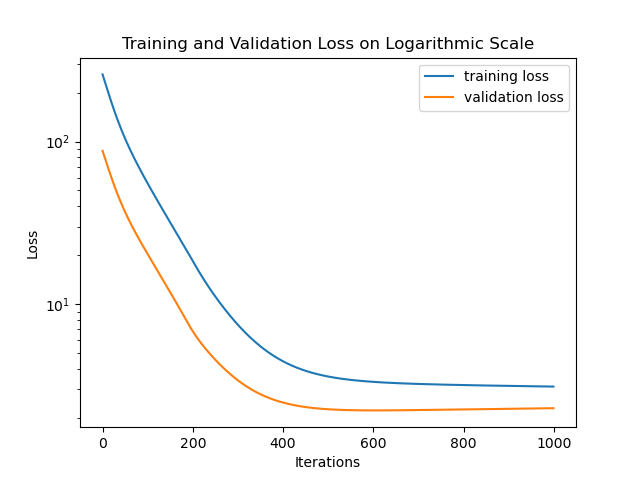 Training and Validation Loss on Logarithmic Scale
training loss
validation loss
10²
10¹
Loss
0 200 400 600 800 1000
Iterations